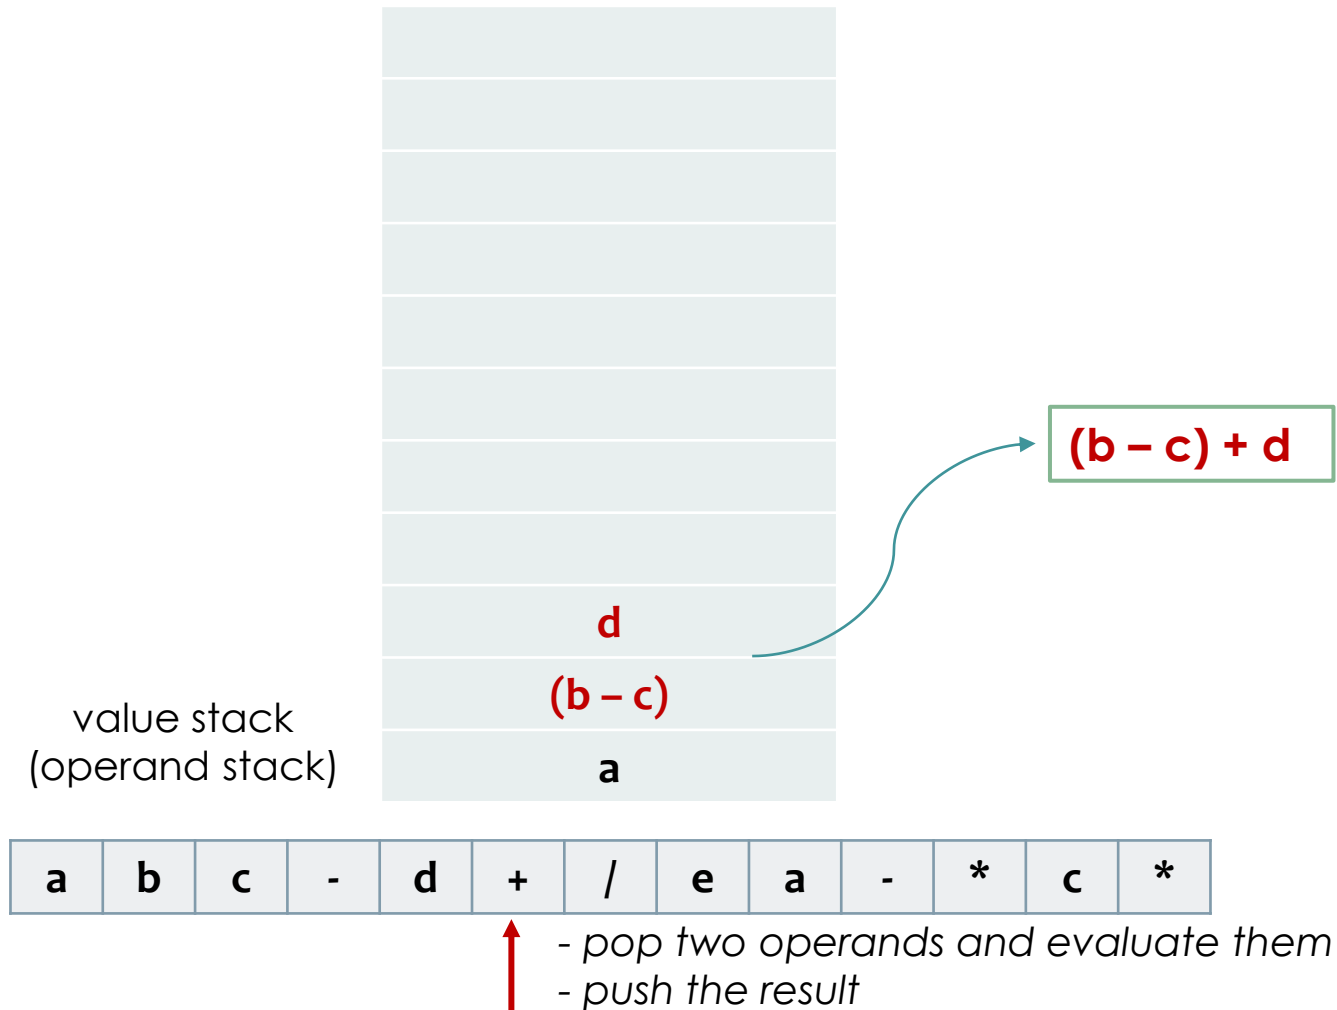 (b – c) + d
d
(b – c)
a
value stack
(operand stack)
a b c - d + / e a - * c *
- pop two operands and evaluate them
- push the result